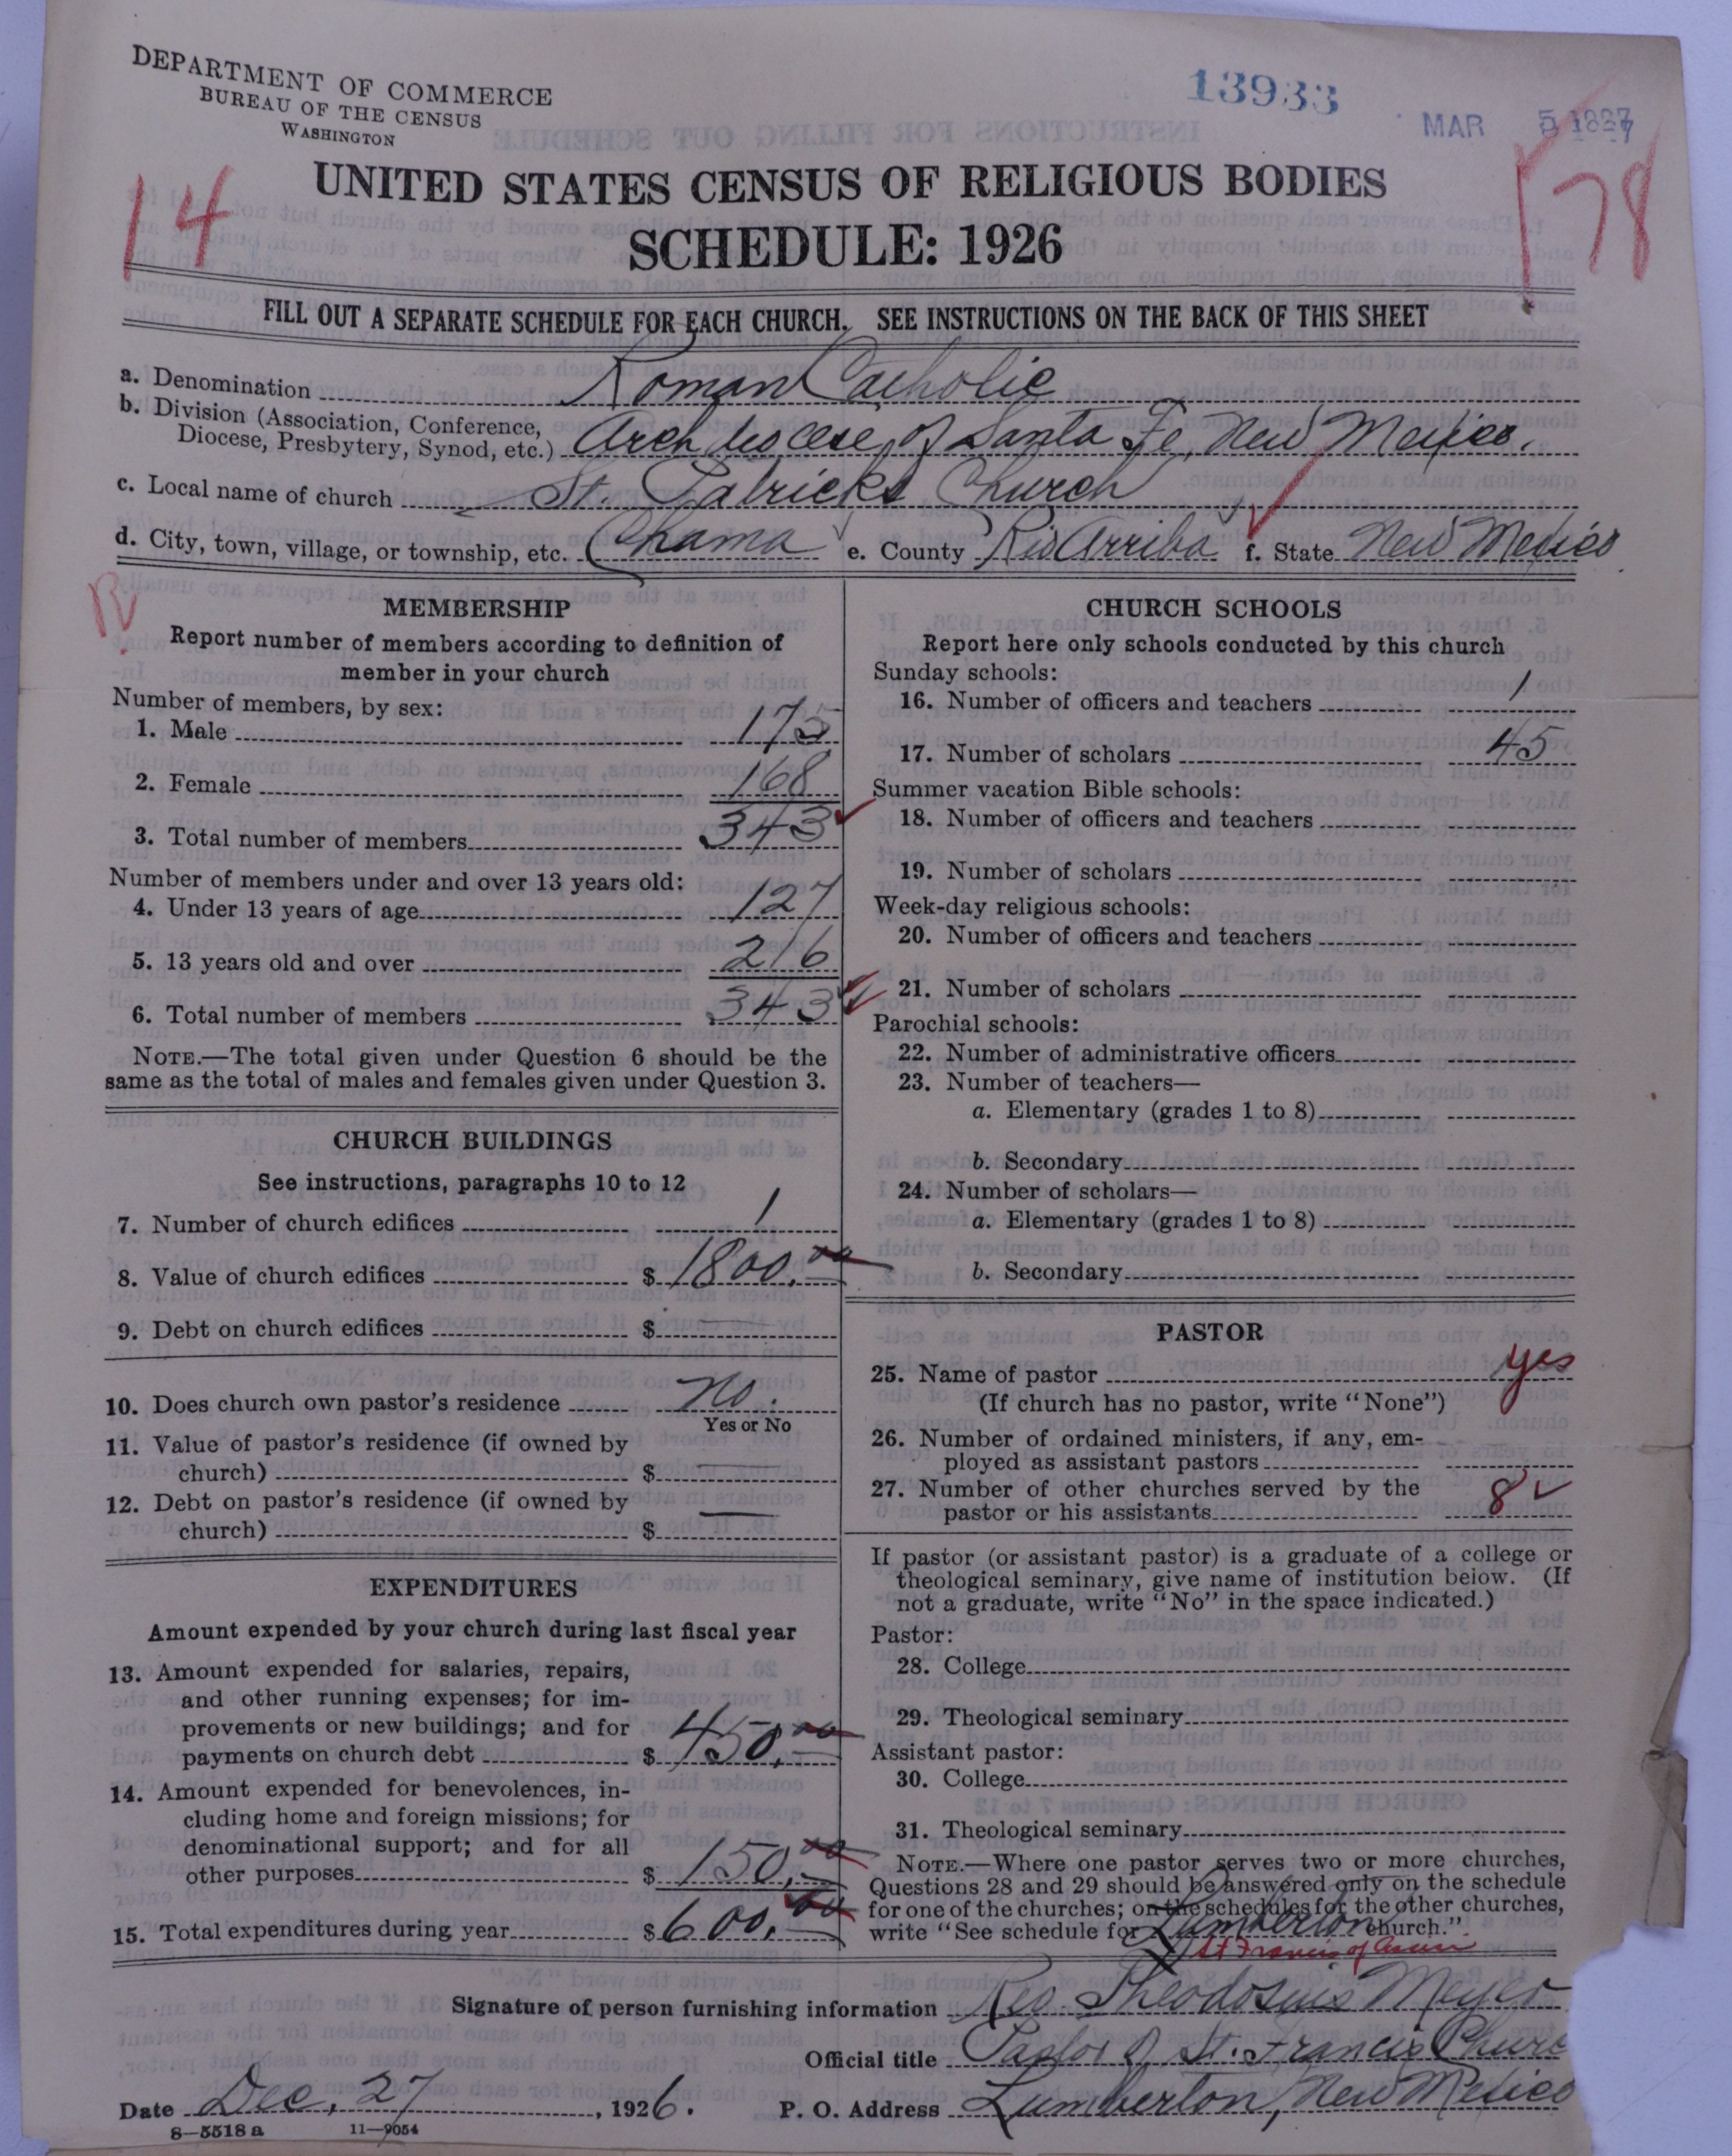 DEPARTMENT OF COMMERCE
BUREAU OF THE CENSUS
WASHINGTON
13933
MAR 5 1927
14
178
UNITED STATES CENSUS OF RELIGIOUS BODIES
SCHEDULE: 1926
FILL OUT A SEPARATE SCHEDULE FOR EACH CHURCH. SEE INSTRUCTIONS ON THE BACK OF THIS SHEET
a. Denomination Roman Catholic
b. Division (Association, Conference,
Diocese, Presbytery, Synod, etc.) Archdiocese of Santa Fe, New Mexico.
c. Local name of church St. Patricks Church
d. City, town, village, or township, etc. Chama e. County Rio Arriba f. State New Mexico
MEMBERSHIP
Report number of members according to definition of
member in your church
Number of members, by sex:
1. Male 175
2. Female 168
3. Total number of members 343
Number of members under and over 13 years old:
4. Under 13 years of age 127
5. 13 years old and over 216
6. Total number of members 343
NOTE.—The total given under Question 6 should be the
same as the total of males and females given under Question 3.
CHURCH BUILDINGS
See instructions, paragraphs 10 to 12
7. Number of church edifices 1
8. Value of church edifices $ 1800.00
9. Debt on church edifices $
10. Does church own pastor's residence No.
Yes or No
11. Value of pastor's residence (if owned by
church) $
12. Debt on pastor's residence (if owned by
church) $
EXPENDITURES
Amount expended by your church during last fiscal year
13. Amount expended for salaries, repairs,
and other running expenses; for im-
provements or new buildings; and for
payments on church debt $ 450.00
14. Amount expended for benevolences, in-
cluding home and foreign missions; for
denominational support; and for all
other purposes $ 150.00
15. Total expenditures during year $ 600.00
CHURCH SCHOOLS
Report here only schools conducted by this church
Sunday schools:
16. Number of officers and teachers 1
17. Number of scholars 45
Summer vacation Bible schools:
18. Number of officers and teachers
19. Number of scholars
Week-day religious schools:
20. Number of officers and teachers
21. Number of scholars
Parochial schools:
22. Number of administrative officers
23. Number of teachers—
a. Elementary (grades 1 to 8)
b. Secondary
24. Number of scholars—
a. Elementary (grades 1 to 8)
b. Secondary
PASTOR
25. Name of pastor yes
(If church has no pastor, write "None")
26. Number of ordained ministers, if any, em-
ployed as assistant pastors
27. Number of other churches served by the
pastor or his assistants 8
If pastor (or assistant pastor) is a graduate of a college or
theological seminary, give name of institution below. (If
not a graduate, write "No" in the space indicated.)
Pastor:
28. College
29. Theological seminary
Assistant pastor:
30. College
31. Theological seminary
NOTE.—Where one pastor serves two or more churches,
Questions 28 and 29 should be answered only on the schedule
for one of the churches; on the schedules for the other churches,
write "See schedule for Lumberton church."
St Francis of Assisi
Signature of person furnishing information Rev. Theodosius Meyer
Official title Pastor of St. Francis Churc
Date Dec. 27, 1926. P. O. Address Lumberton, New Mexico
8—5518 a 11—9054